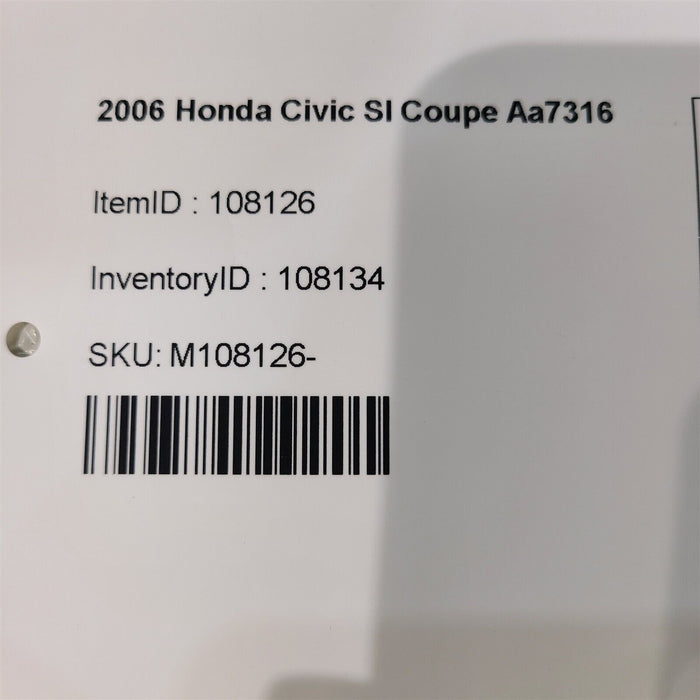 2006 Honda Civic SI Coupe Aa7316
ItemID : 108126
InventoryID : 108134
SKU: M108126-